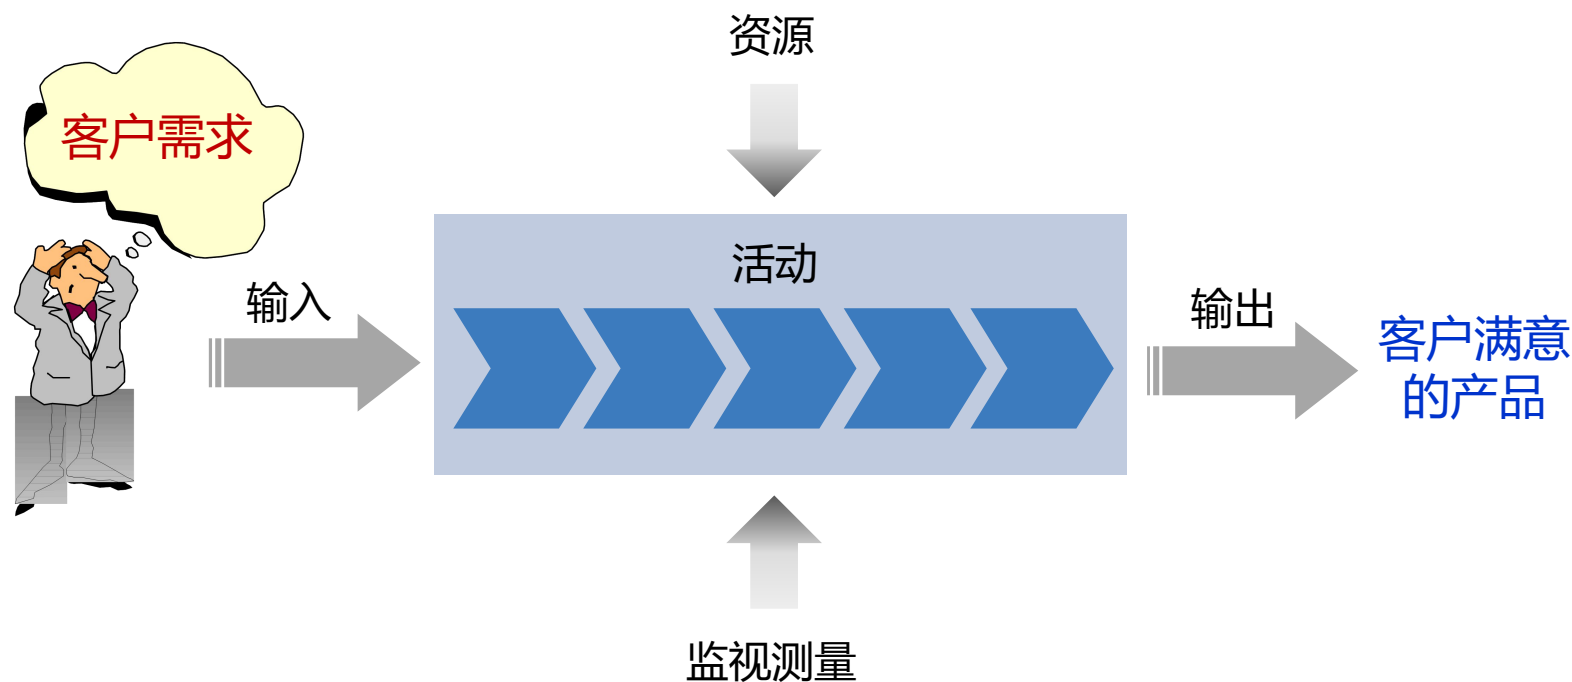 资源
客户需求
活动
输入
输出
客户满意
的产品
监视测量